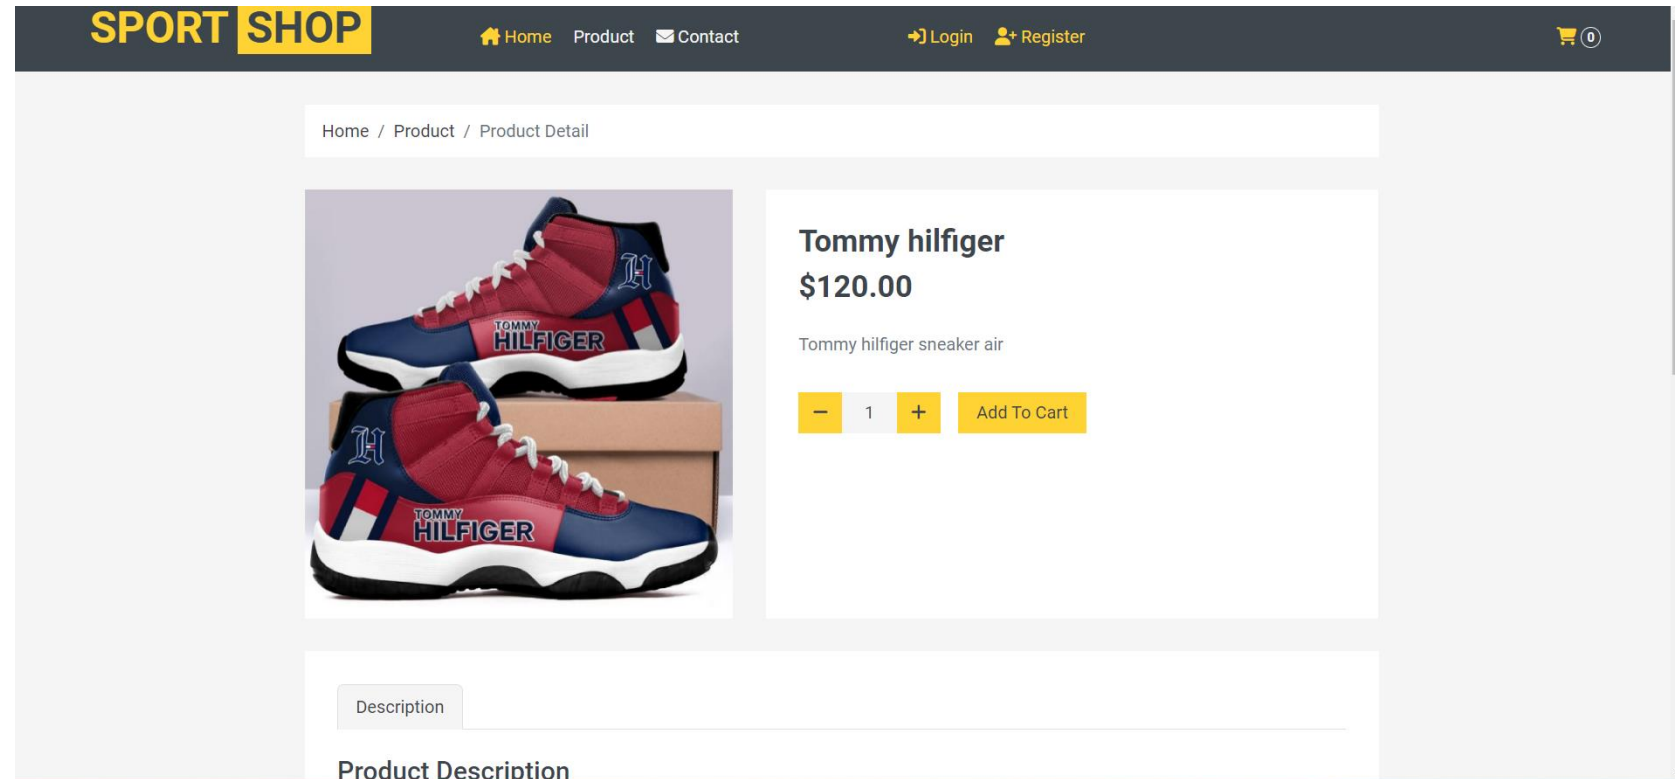 SPORT SHOP
Home Product Contact Login Register 0
Home / Product / Product Detail
Tommy hilfiger
$120.00
Tommy hilfiger sneaker air
1 Add To Cart
TOMMY
HILFIGER
H
H
TOMMY
HILFIGER
Description
Product Description